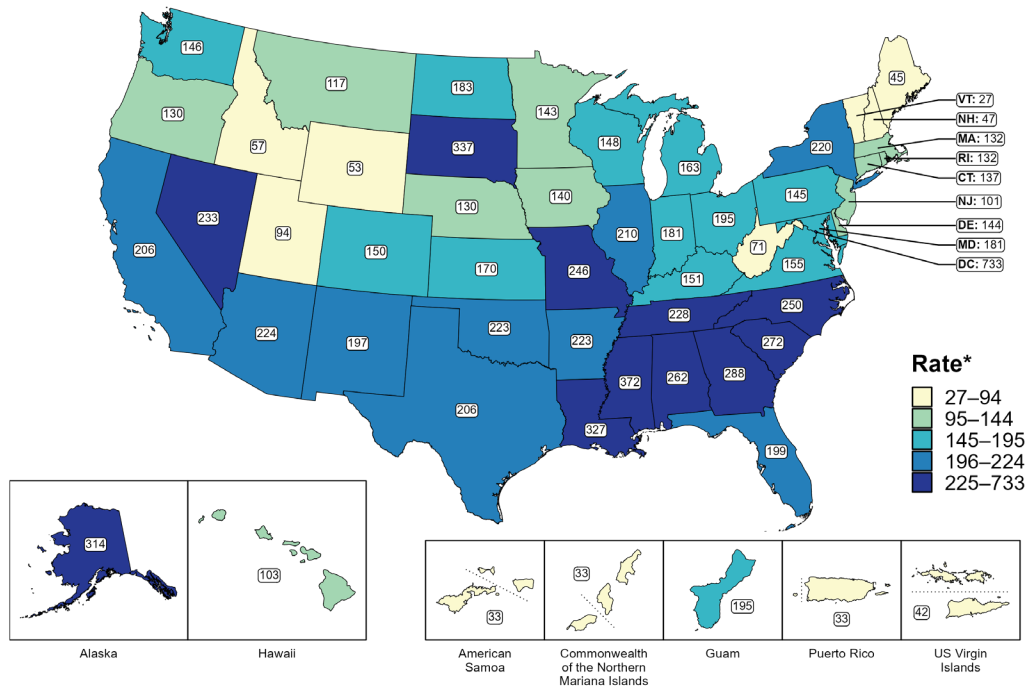 146
117
183
143
45
VT: 27
NH: 47
MA: 132
RI: 132
CT: 137
NJ: 101
DE: 144
MD: 181
DC: 733
130
57
53
337
148
163
220
206
233
94
150
130
140
210
181
195
145
71
155
170
246
151
224
197
223
223
228
250
272
206
327
372
262
288
199
Rate*
27–94
95–144
145–195
196–224
225–733
314
103
33
33
195
33
42
Alaska
Hawaii
American
Samoa
Commonwealth
of the Northern
Mariana Islands
Guam
Puerto Rico
US Virgin
Islands